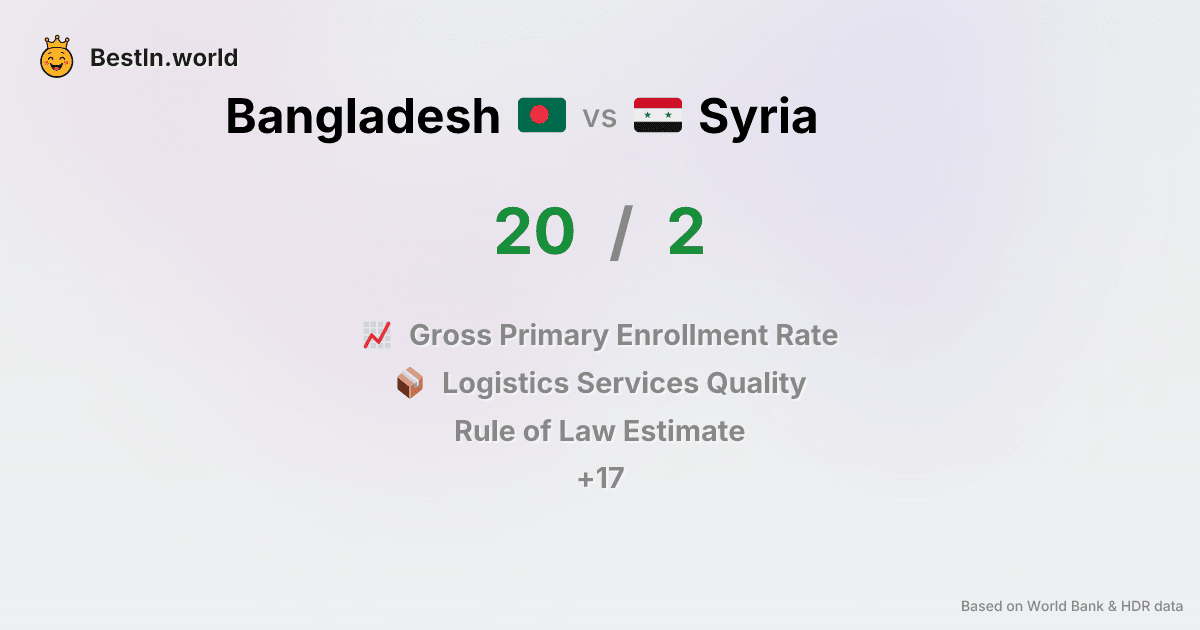 BestIn.world
Bangladesh vs Syria
20 / 2
Gross Primary Enrollment Rate
Logistics Services Quality
Rule of Law Estimate
+17
Based on World Bank & HDR data